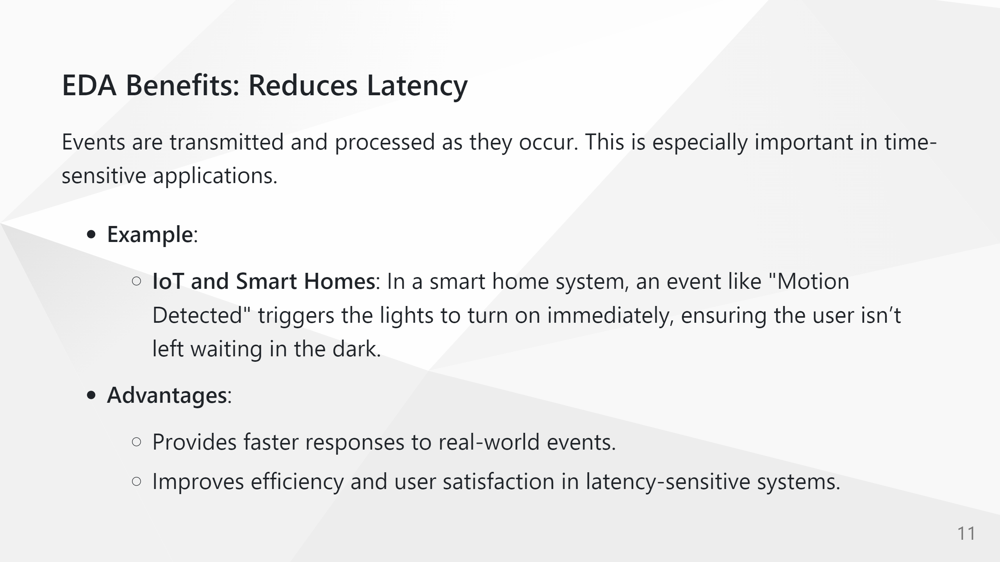 EDA Benefits: Reduces Latency
Events are transmitted and processed as they occur. This is especially important in time-
sensitive applications.
• Example:
○ IoT and Smart Homes: In a smart home system, an event like "Motion
Detected" triggers the lights to turn on immediately, ensuring the user isn’t
left waiting in the dark.
• Advantages:
○ Provides faster responses to real-world events.
○ Improves efficiency and user satisfaction in latency-sensitive systems.
11